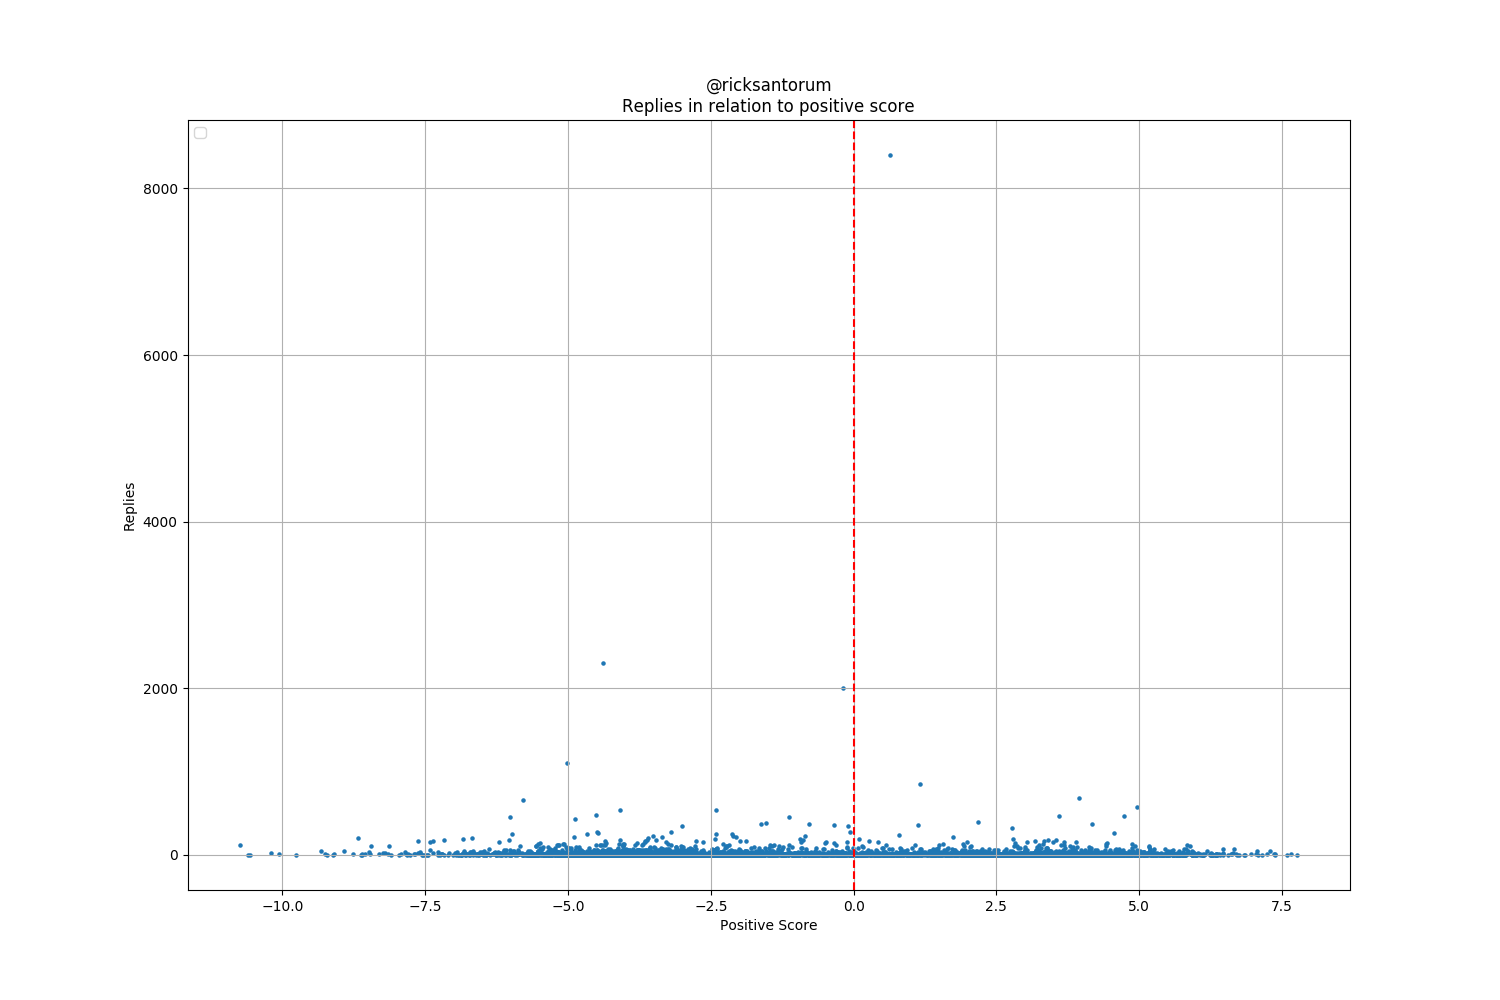 @ricksantorum
Replies in relation to positive score
8000
6000
4000
2000
0
Replies
−10.0 −7.5 −5.0 −2.5 0.0 2.5 5.0 7.5
Positive Score